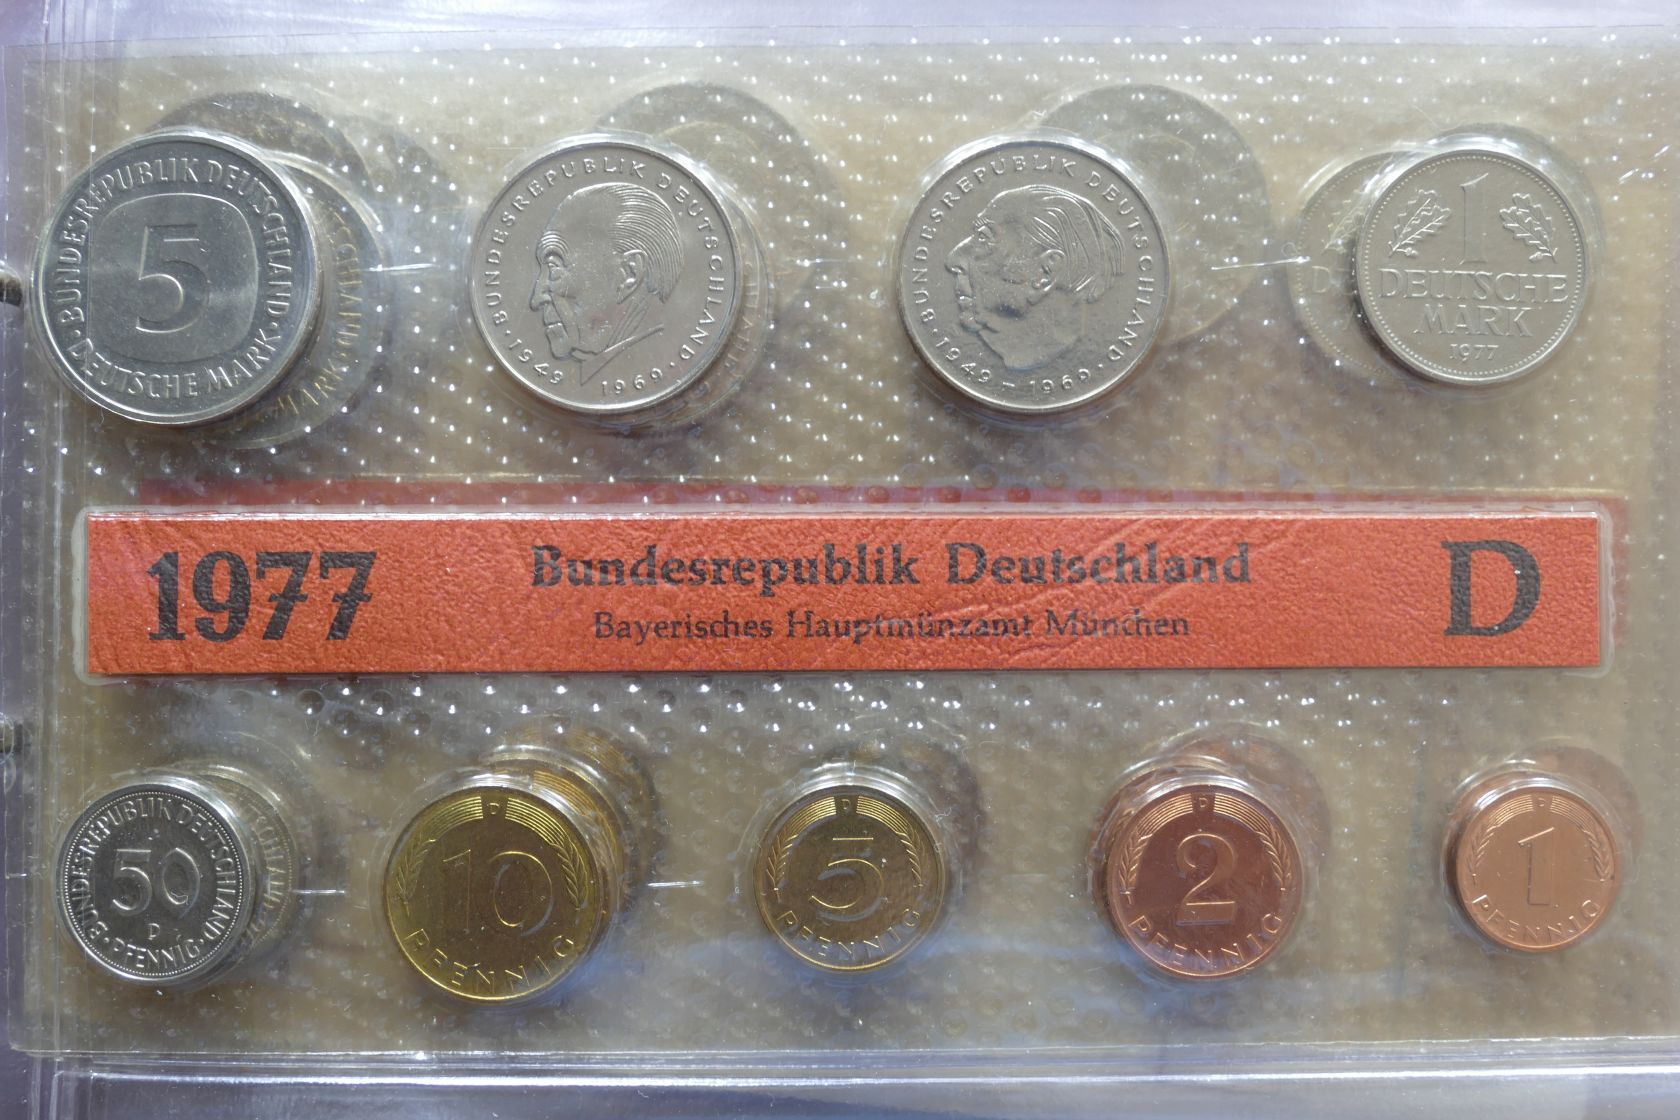 BUNDESREPUBLIK DEUTSCHLAND · DEUTSCHE MARK ·
5
BUNDESREPUBLIK DEUTSCHLAND · 1949 1969 ·
BUNDESREPUBLIK DEUTSCHLAND · 1949 – 1969 ·
1
DEUTSCHE
MARK
1977
MARK
1977 Bundesrepublik Deutschland D
Bayerisches Hauptmünzamt München
BUNDESREPUBLIK DEUTSCHLAND · PFENNIG ·
50
D
D
10
PFENNIG
D
5
PFENNIG
D
2
PFENNIG
D
1
PFENNIG